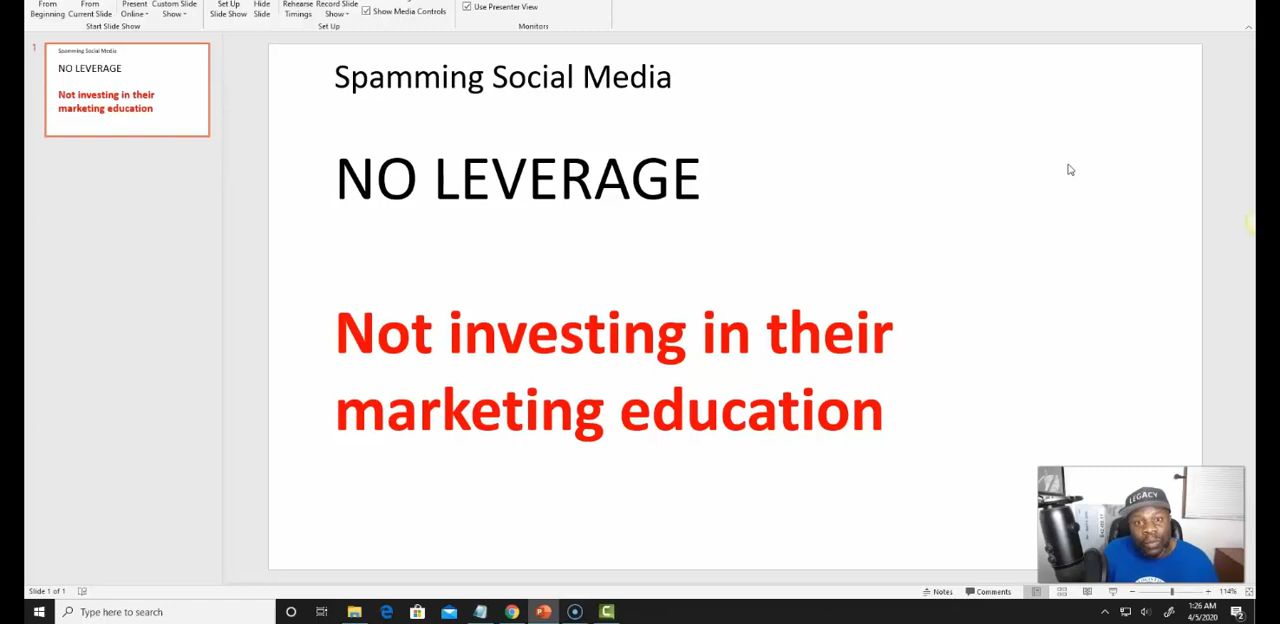 From Beginning
From Current Slide
Present Online
Custom Slide Show
Set Up Slide Show
Hide Slide
Rehearse Timings
Record Slide Show
Show Media Controls
Use Presenter View
Start Slide Show
Set Up
Monitors
1
Spamming Social Media
NO LEVERAGE
Not investing in their
marketing education
Spamming Social Media
NO LEVERAGE
Not investing in their
marketing education
LEGACY
Slide 1 of 1
Notes
Comments
114%
Type here to search
1:26 AM
4/5/2020
2